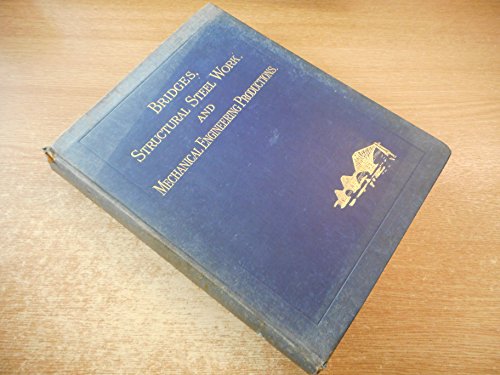 BRIDGES,
STRUCTURAL STEEL WORK,
AND
MECHANICAL ENGINEERING PRODUCTIONS.